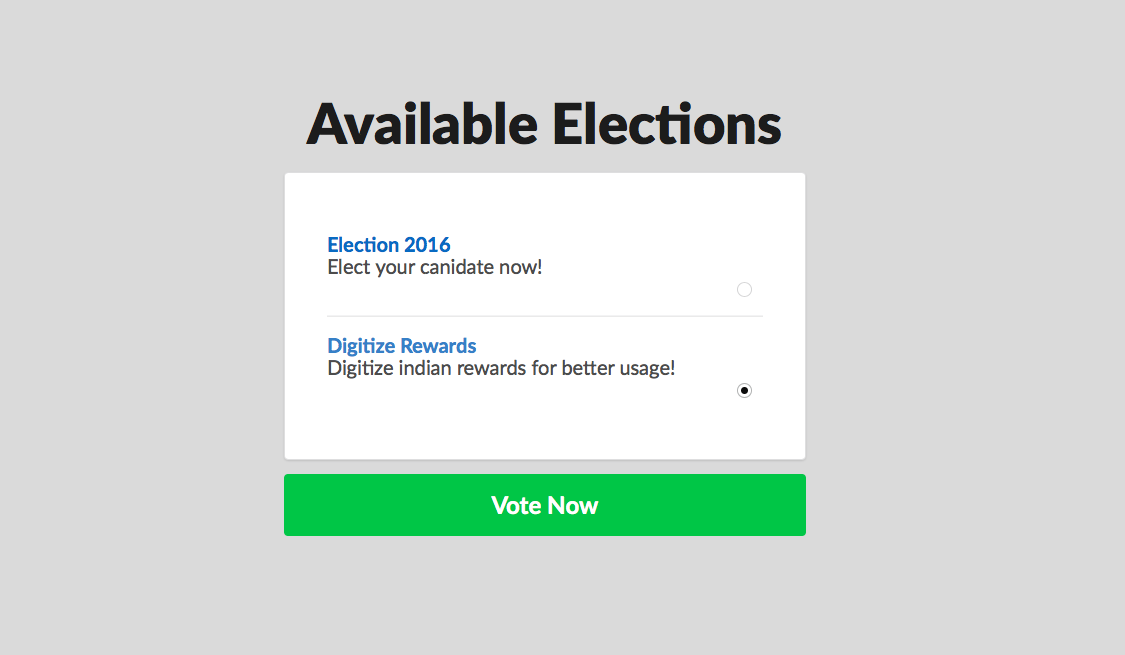 Available Elections
Election 2016
Elect your canidate now!
Digitize Rewards
Digitize indian rewards for better usage!
Vote Now